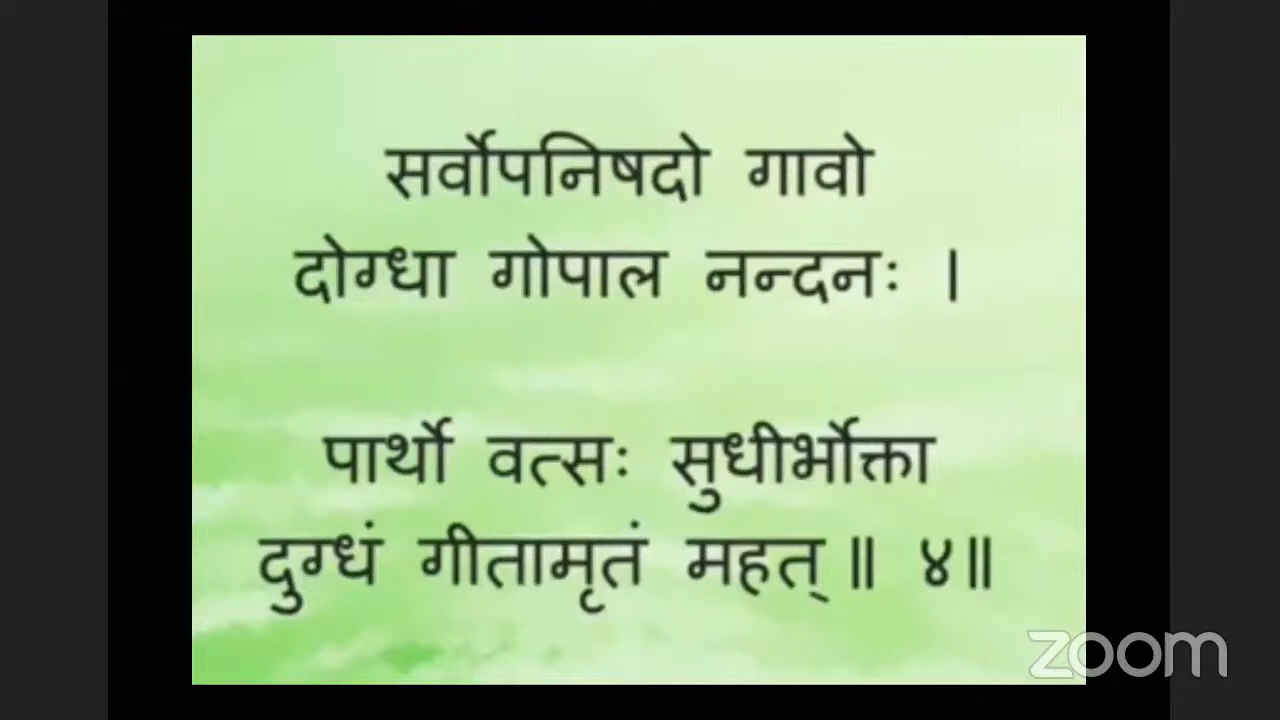 सर्वोपनिषदो गावो
दोग्धा गोपाल नन्दनः ।
पार्थो वत्सः सुधीर्भोक्ता
दुग्धं गीतामृतं महत् ॥ ४॥
zoom